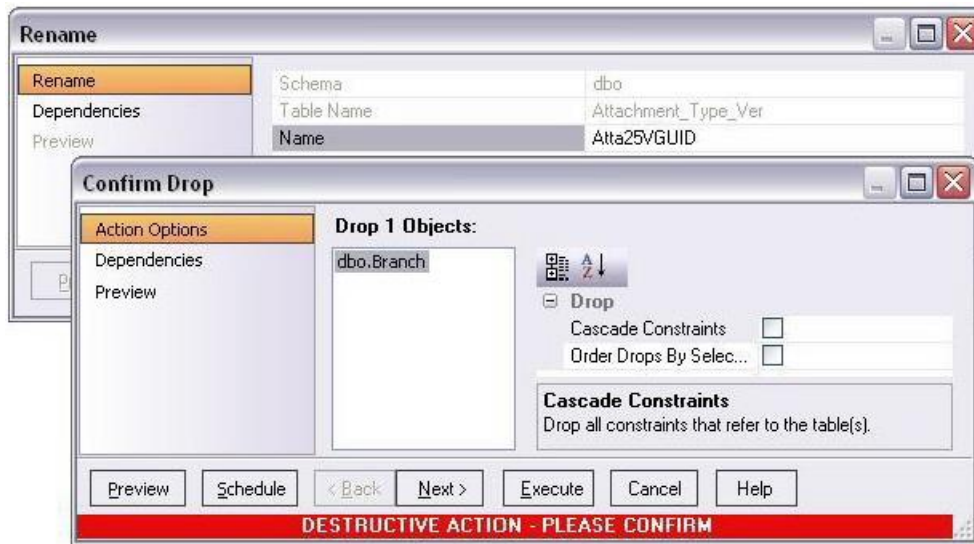 Rename
Rename
Dependencies
Preview
Schema dbo
Table Name Attachment_Type_Ver
Name Atta25VGUID
Confirm Drop
Action Options
Dependencies
Preview
Drop 1 Objects:
dbo.Branch
Drop
Cascade Constraints
Order Drops By Selec...
Cascade Constraints
Drop all constraints that refer to the table(s).
Preview Schedule < Back Next > Execute Cancel Help
DESTRUCTIVE ACTION - PLEASE CONFIRM